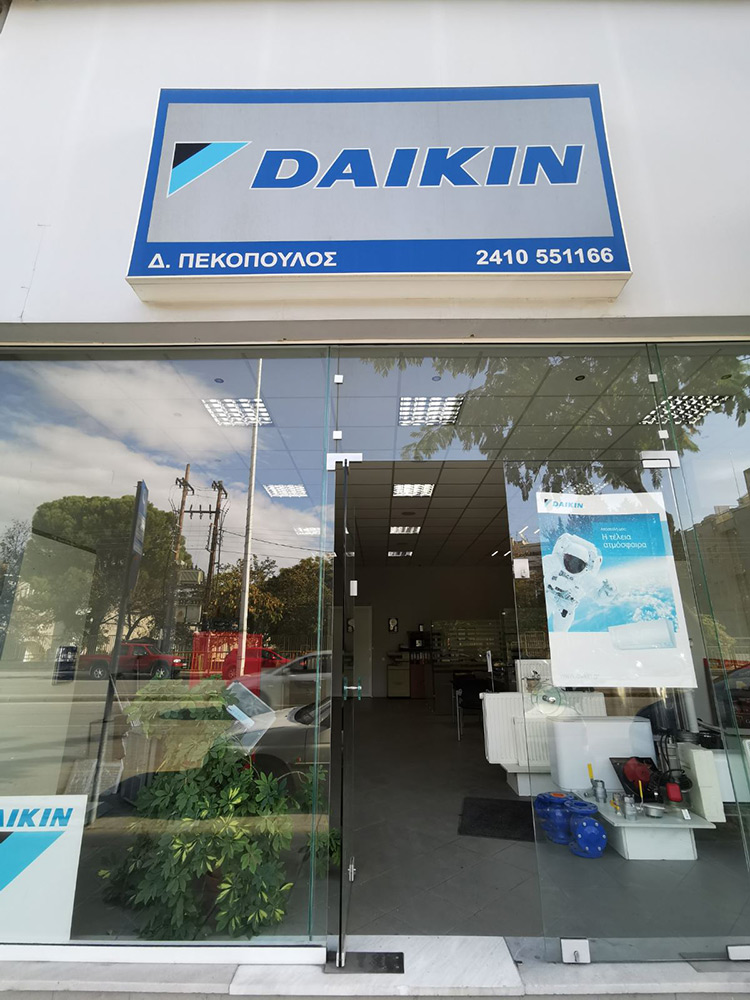 DAIKIN
Δ. ΠΕΚΟΠΟΥΛΟΣ 2410 551166
DAIKIN
Η τέλεια
ατμόσφαιρα
AIKIN